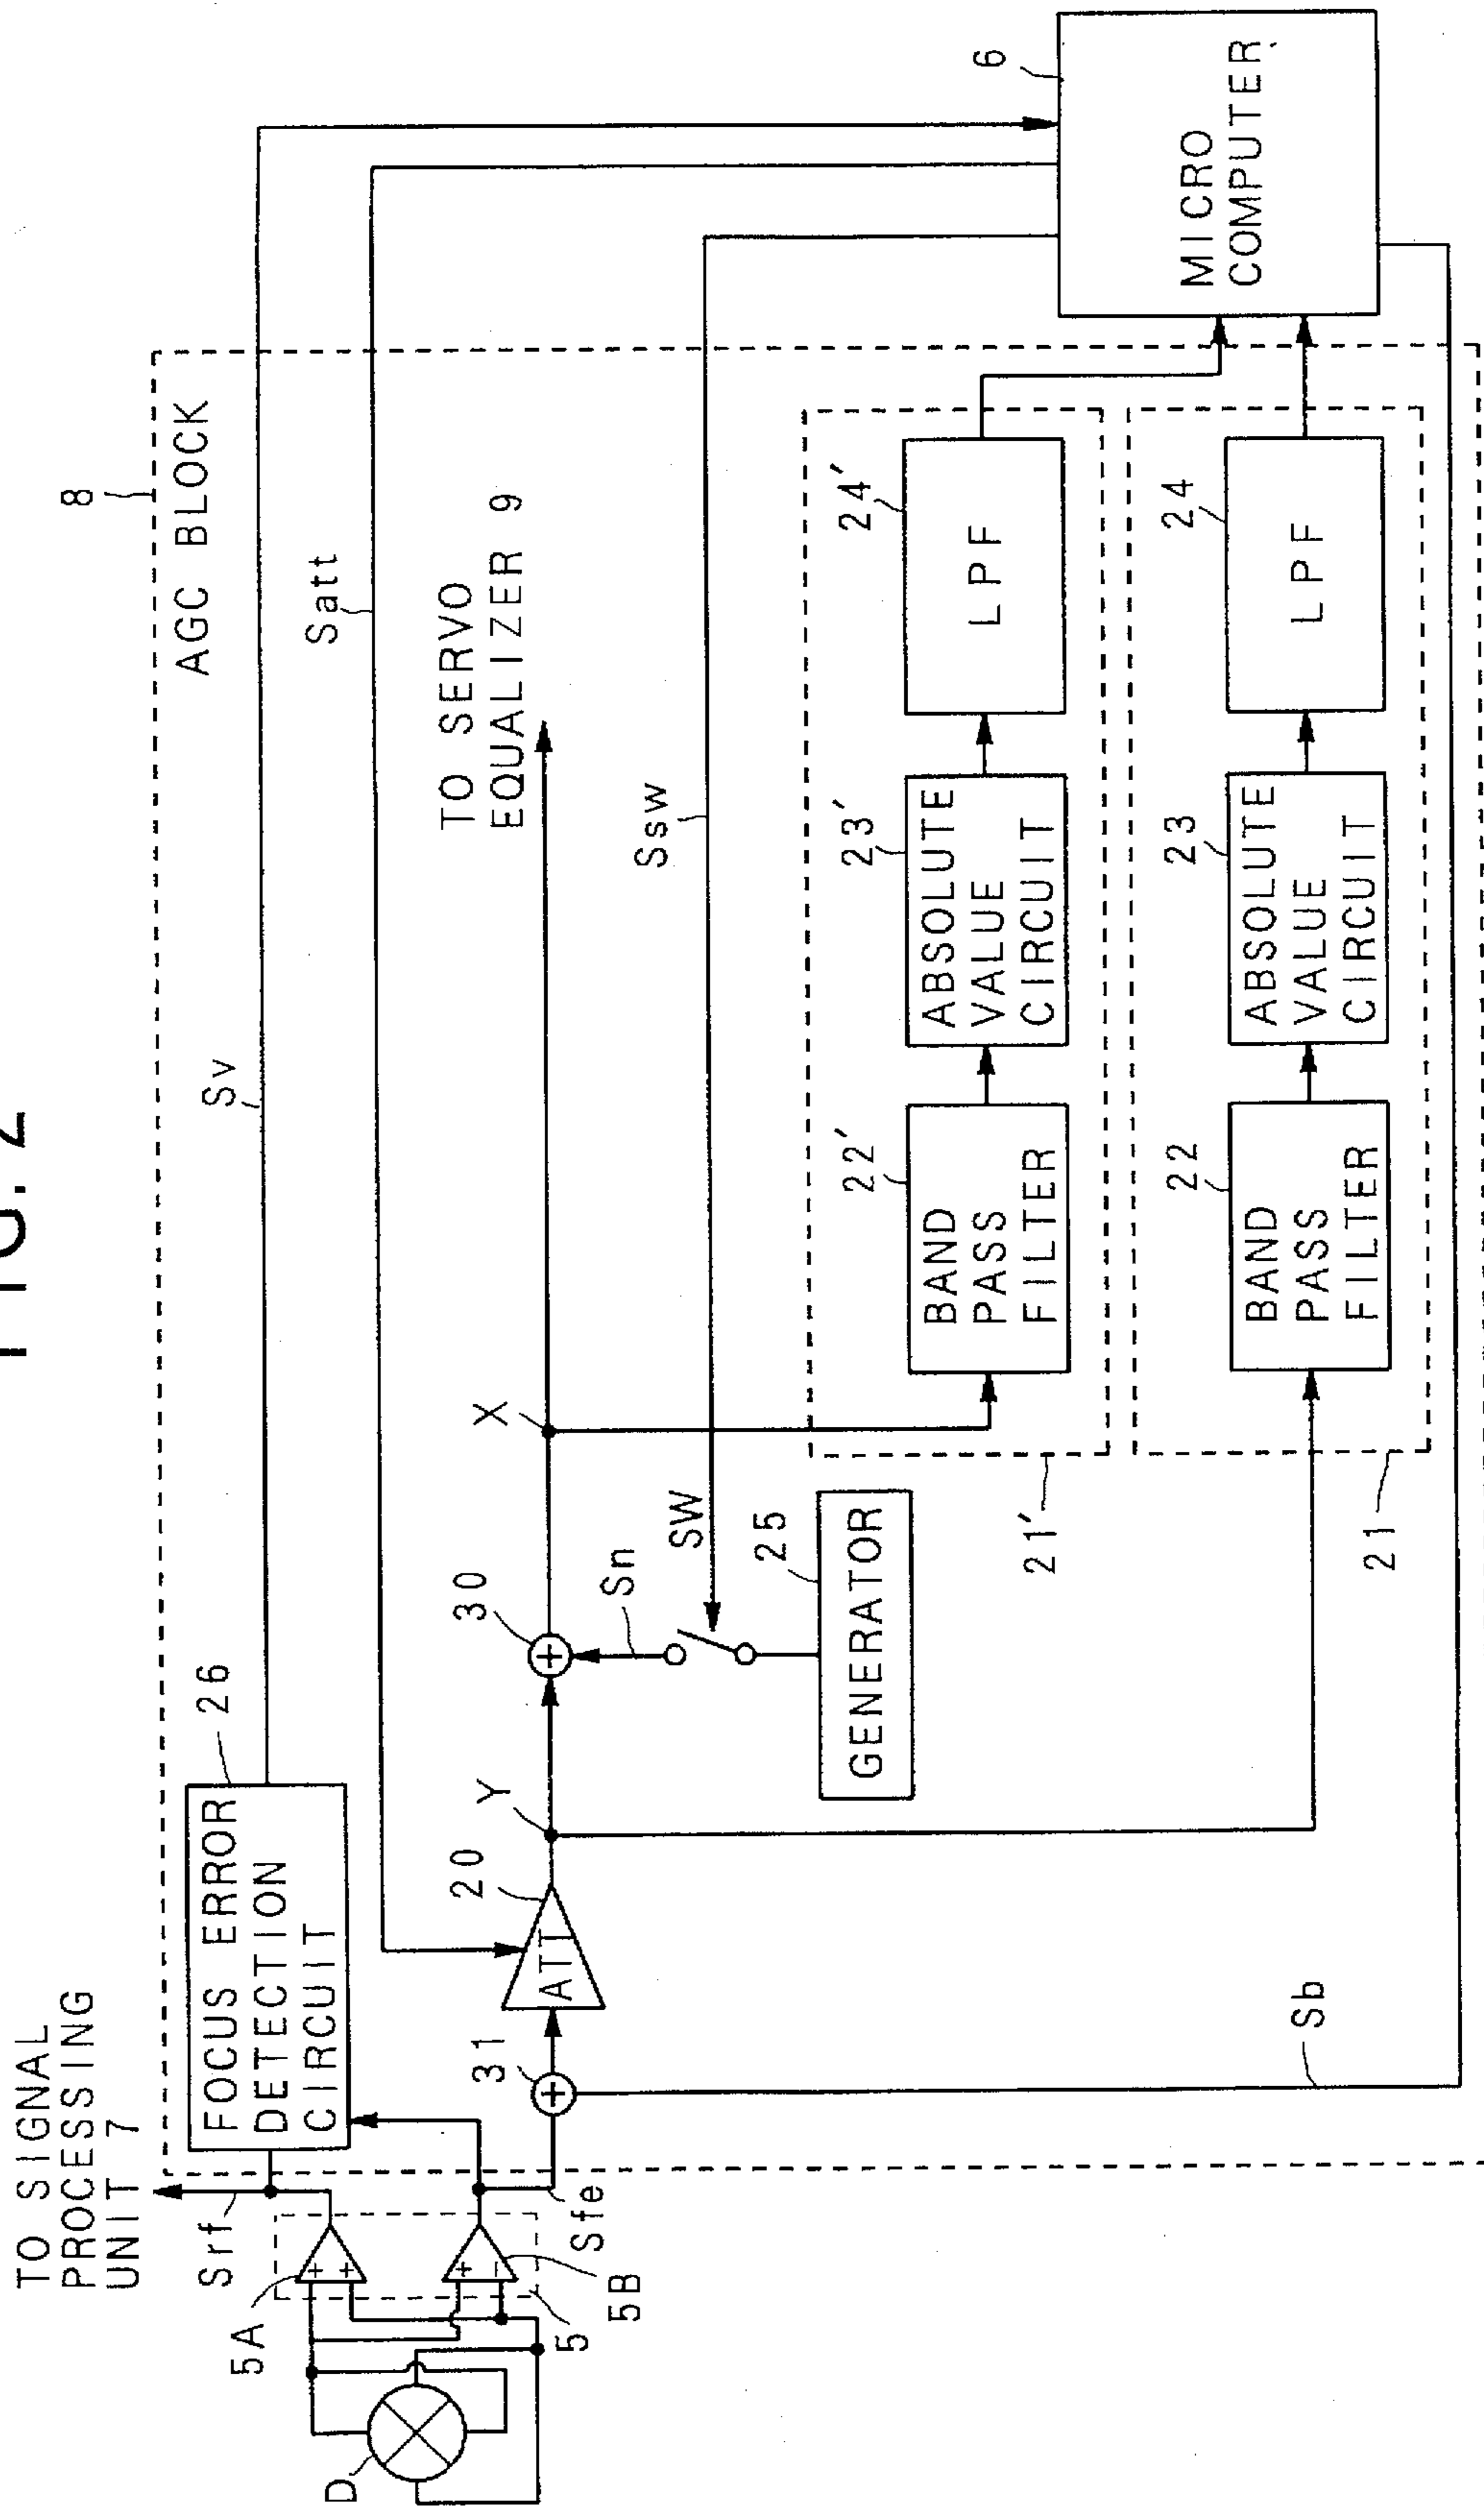 FIG. 2
TO SIGNAL
PROCESSING
UNIT 7
Srf
5A
D
5
5B
Sfe
FOCUS ERROR
DETECTION
CIRCUIT
26
Sv
8
AGC BLOCK
Satt
31
+
20
ATT
Y
30
+
X
TO SERVO
EQUALIZER 9
Sn
SW
Ssw
25
GENERATOR
21'
22'
BAND
PASS
FILTER
23'
ABSOLUTE
VALUE
CIRCUIT
24'
LPF
21
22
BAND
PASS
FILTER
23
ABSOLUTE
VALUE
CIRCUIT
24
LPF
6
MICRO
COMPUTER
Sb
+
+
+
−